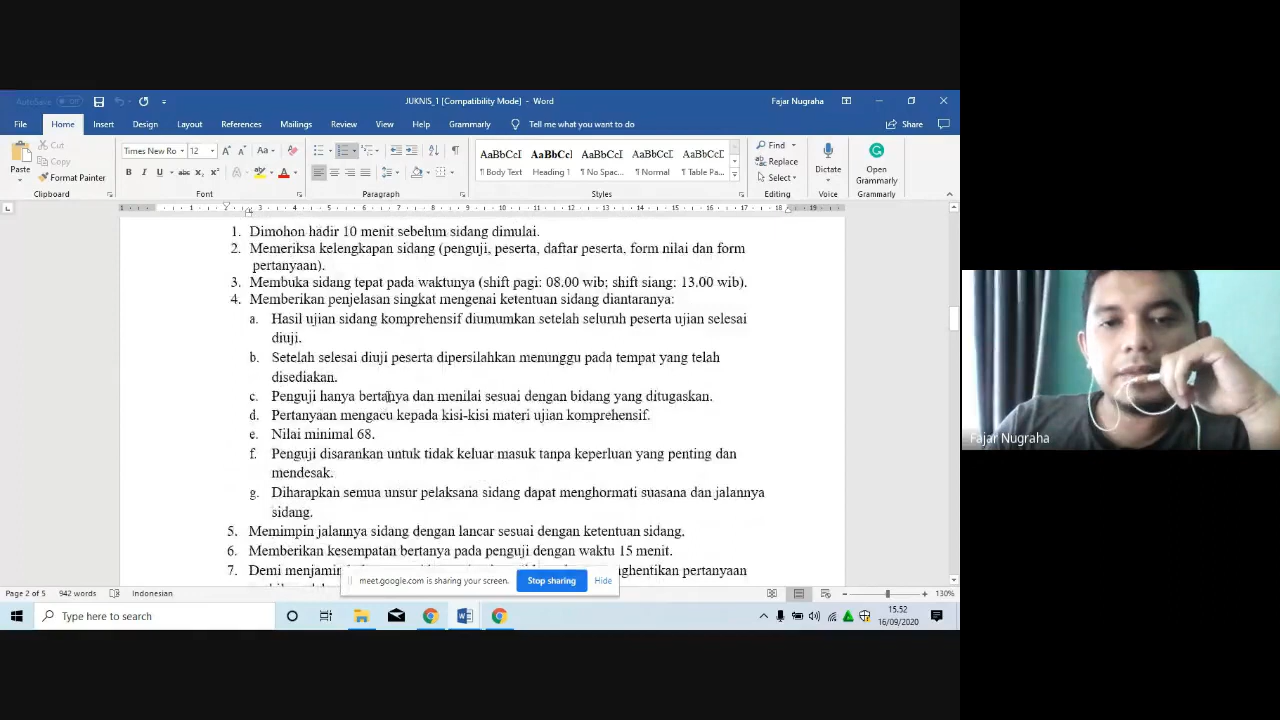 AutoSave Off
JUKNIS_1 [Compatibility Mode] - Word
Fajar Nugraha
File Home Insert Design Layout References Mailings Review View Help Grammarly Tell me what you want to do Share
Paste Cut Copy Format Painter
Times New Ro 12
¶ Body Text Heading 1 ¶ No Spac... ¶ Normal ¶ Table Pa...
Find Replace Select
Dictate Open Grammarly
Clipboard Font Paragraph Styles Editing Voice Grammarly
1. Dimohon hadir 10 menit sebelum sidang dimulai.
2. Memeriksa kelengkapan sidang (penguji, peserta, daftar peserta, form nilai dan form
pertanyaan).
3. Membuka sidang tepat pada waktunya (shift pagi: 08.00 wib; shift siang: 13.00 wib).
4. Memberikan penjelasan singkat mengenai ketentuan sidang diantaranya:
a. Hasil ujian sidang komprehensif diumumkan setelah seluruh peserta ujian selesai
diuji.
b. Setelah selesai diuji peserta dipersilahkan menunggu pada tempat yang telah
disediakan.
c. Penguji hanya bertanya dan menilai sesuai dengan bidang yang ditugaskan.
d. Pertanyaan mengacu kepada kisi-kisi materi ujian komprehensif.
e. Nilai minimal 68.
f. Penguji disarankan untuk tidak keluar masuk tanpa keperluan yang penting dan
mendesak.
g. Diharapkan semua unsur pelaksana sidang dapat menghormati suasana dan jalannya
sidang.
5. Memimpin jalannya sidang dengan lancar sesuai dengan ketentuan sidang.
6. Memberikan kesempatan bertanya pada penguji dengan waktu 15 menit.
7. Demi menjamin nghentikan pertanyaan
meet.google.com is sharing your screen. Stop sharing Hide
Page 2 of 5 942 words Indonesian 130%
Type here to search
15.52
16/09/2020
Fajar Nugraha